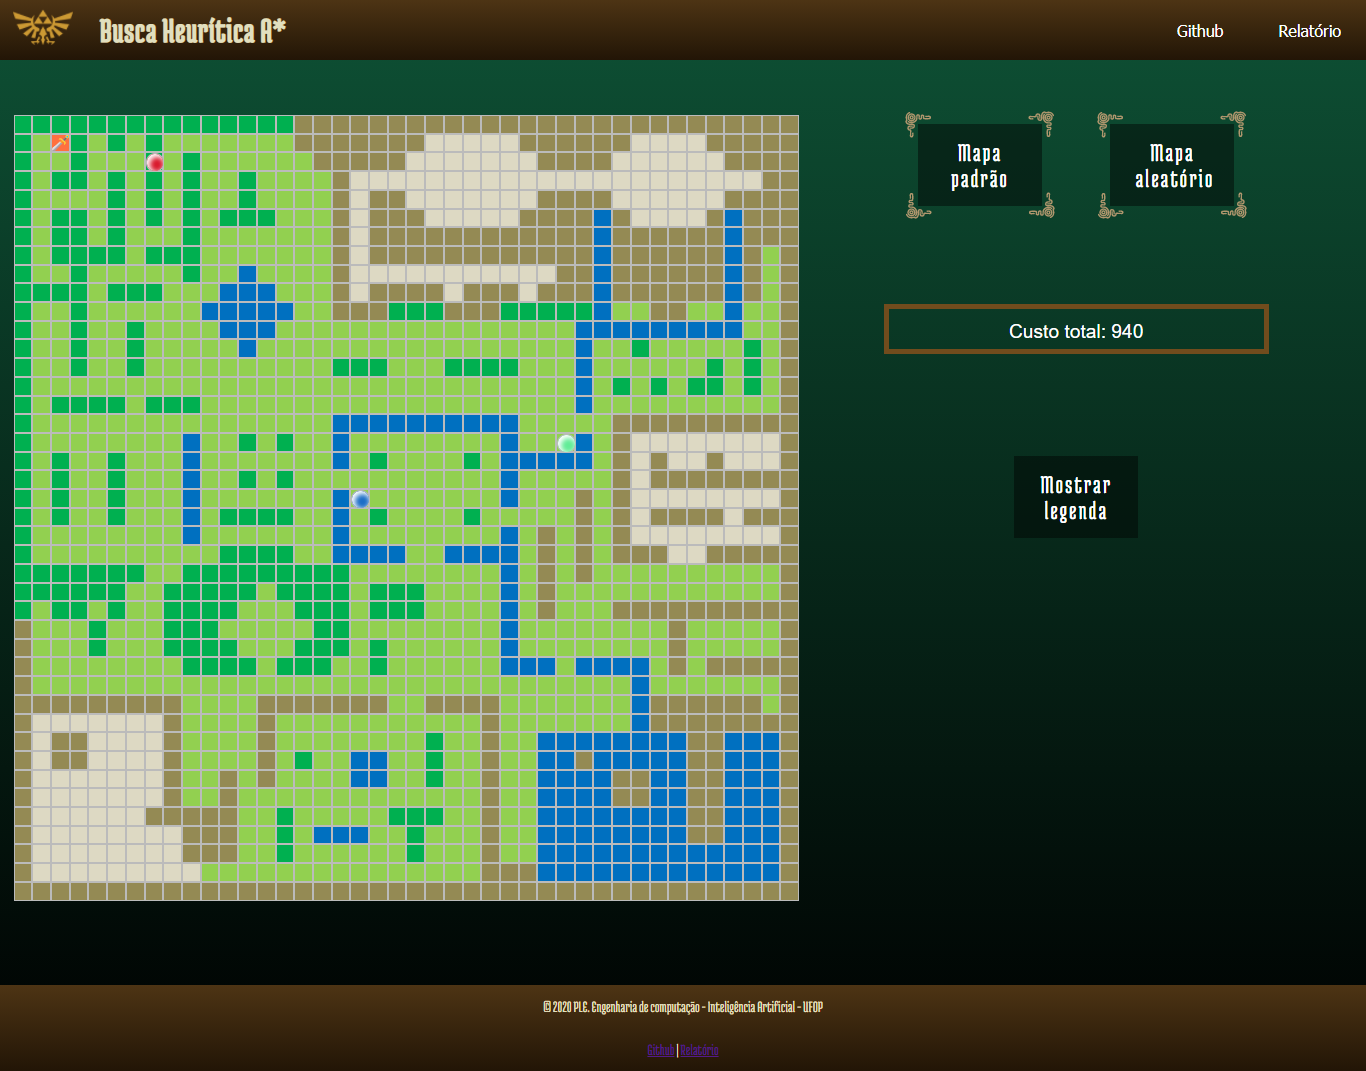 Busca Heurítica A*
Github
Relatório
Mapa
padrão
Mapa
aleatório
Custo total: 940
Mostrar
legenda
© 2020 PLE. Engenharia de computação - Inteligência Artificial - UFOP
Github | Relatório